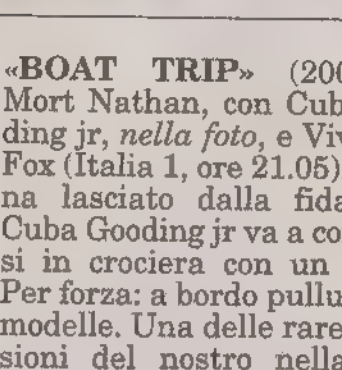 «BOAT TRIP» (200
Mort Nathan, con Cub
ding jr, nella foto, e Viv
Fox (Italia 1, ore 21.05)
na lasciato dalla fida
Cuba Gooding jr va a co
si in crociera con un
Per forza: a bordo pullu
modelle. Una delle rare
sioni del nostro nella